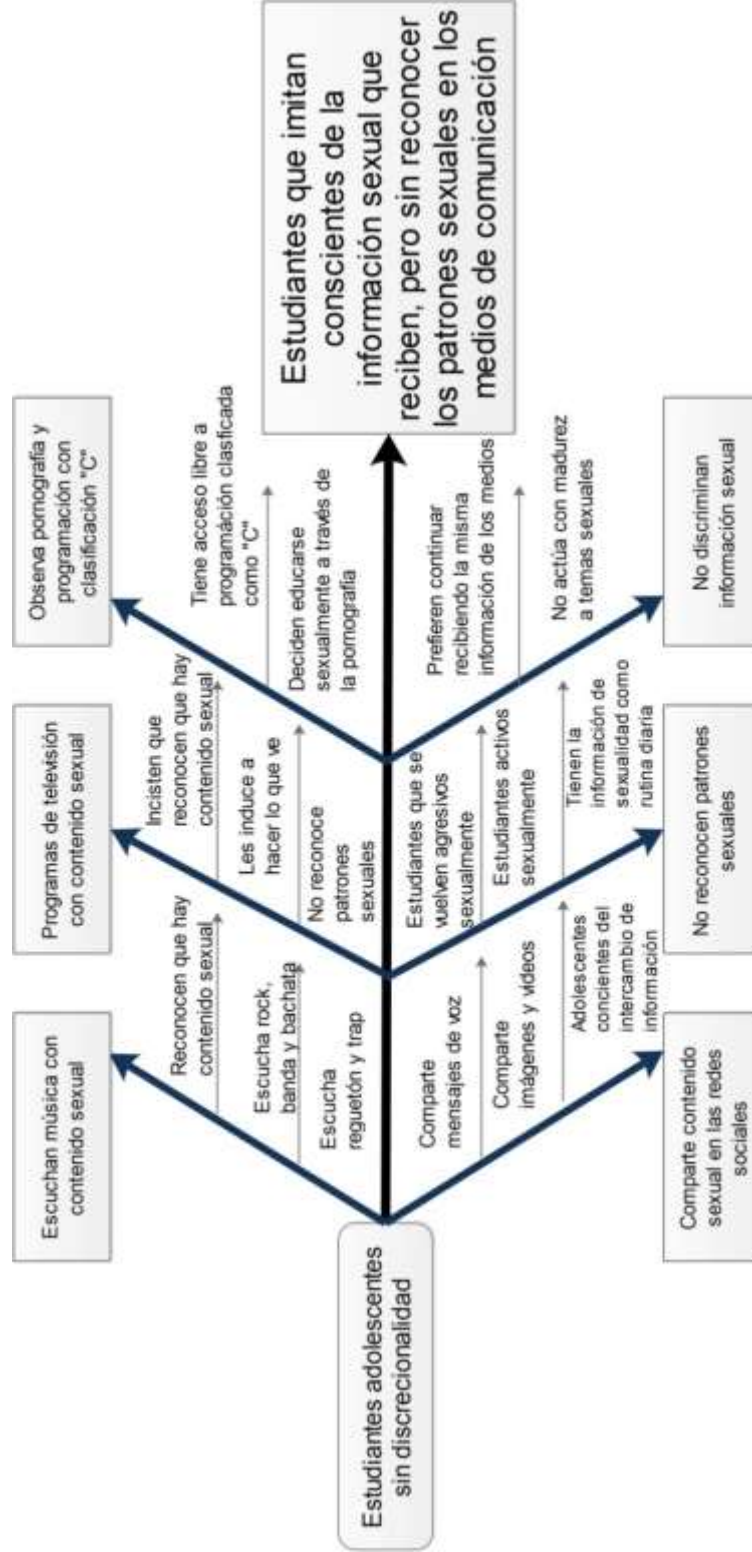 Escuchan música con
contenido sexual
Programas de televisión
con contenido sexual
Observa pornografía y
programación con
clasificación "C"
Reconocen que hay
contenido sexual
Escucha rock,
banda y bachata
Escucha
reguetón y trap
Incisten que
reconocen que hay
contenido sexual
Les induce a
hacer lo que ve
No reconoce
patrones
sexuales
Tiene acceso libre a
programación clasficada
como "C"
Deciden educarse
sexualmente a través de
la pornografía
Estudiantes adolescentes
sin discrecionalidad
Estudiantes que imitan
conscientes de la
información sexual que
reciben, pero sin reconocer
los patrones sexuales en los
medios de comunicación
Comparte
mensajes de voz
Comparte
imágenes y videos
Adolescentes
concientes del
intercambio de
información
Estudiantes que se
vuelven agresivos
sexualmente
Estudiantes activos
sexualmente
Tienen la
información de
sexualidad como
rutina diaria
Prefieren continuar
recibiendo la misma
información de los medios
No actúa con madurez
a temas sexuales
Comparte contenido
sexual en las redes
sociales
No reconocen patrones
sexuales
No discriminan
información sexual